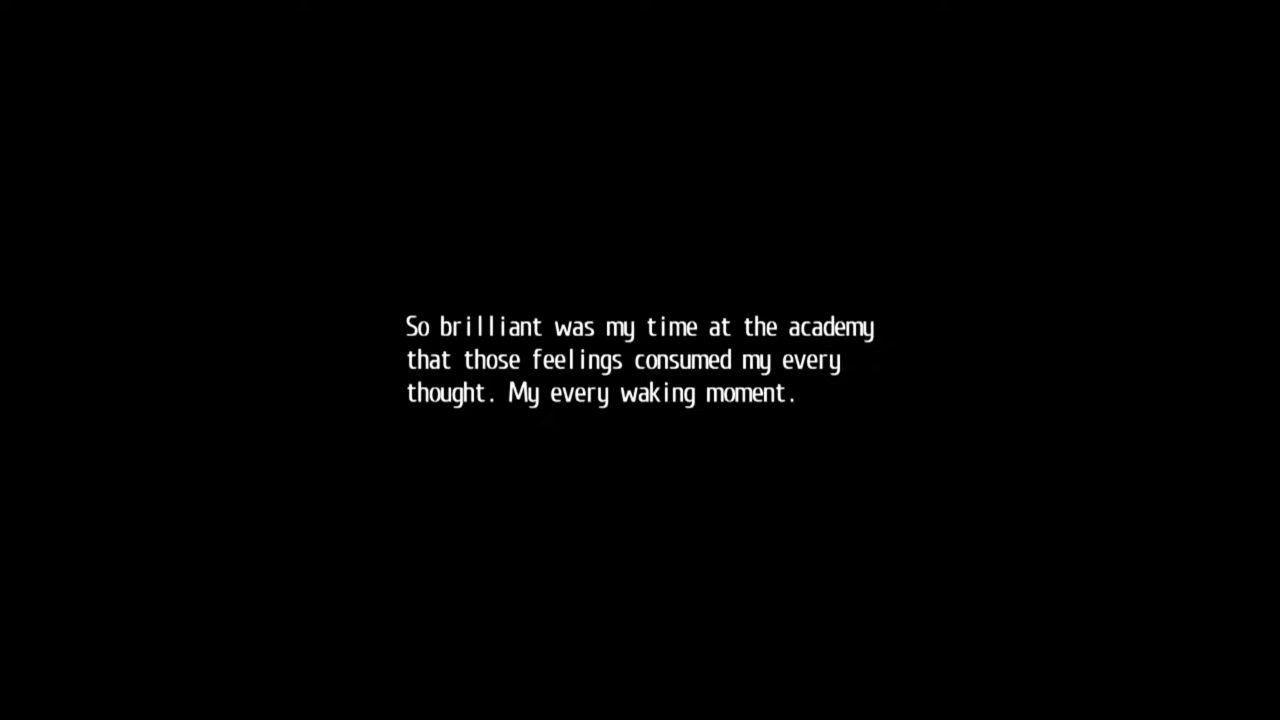 So brilliant was my time at the academy
that those feelings consumed my every
thought. My every waking moment.